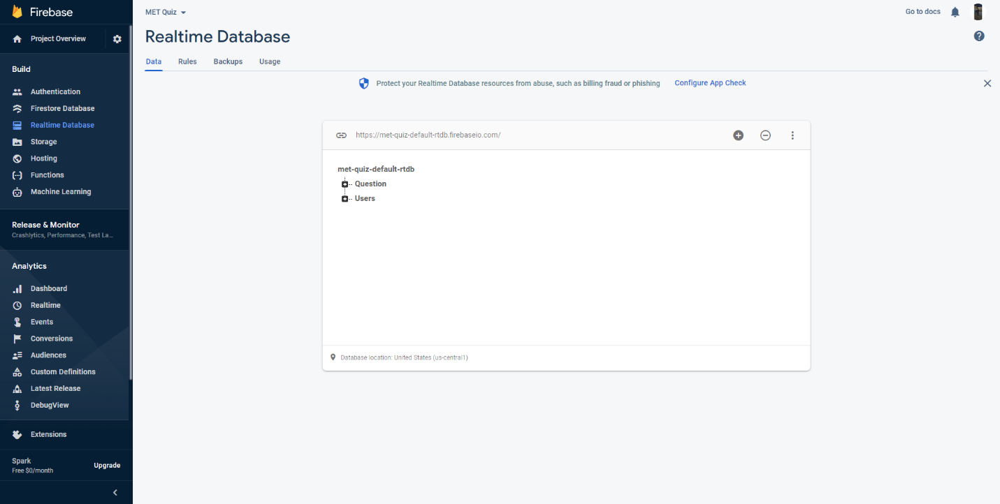 Firebase
Project Overview
Build
Authentication
Firestore Database
Realtime Database
Storage
Hosting
Functions
Machine Learning
Release & Monitor
Crashlytics, Performance, Test La...
Analytics
Dashboard
Realtime
Events
Conversions
Audiences
Custom Definitions
Latest Release
DebugView
Extensions
Spark
Free $0/month
Upgrade
MET Quiz
Go to docs
Realtime Database
Data
Rules
Backups
Usage
Protect your Realtime Database resources from abuse, such as billing fraud or phishing
Configure App Check
https://met-quiz-default-rtdb.firebaseio.com/
met-quiz-default-rtdb
Question
Users
Database location: United States (us-central1)